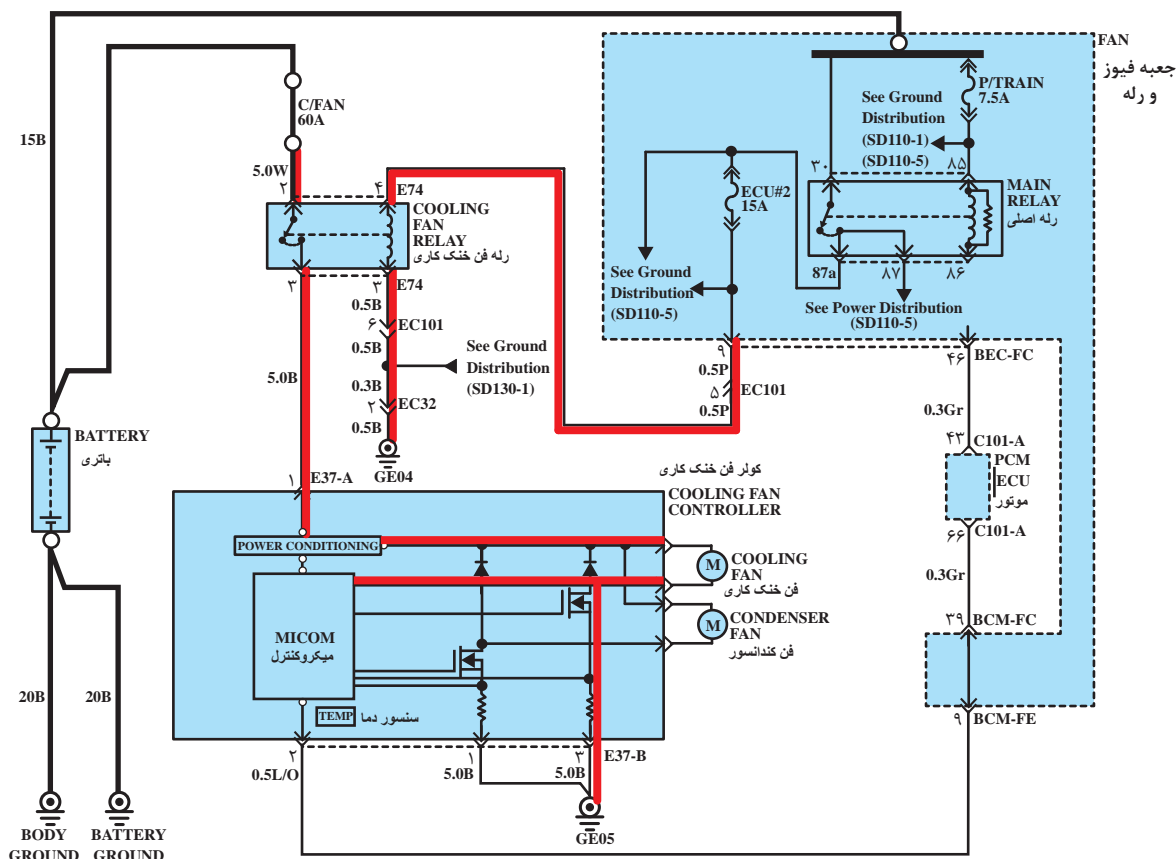 FAN
جعبه فیوز
و رله
P/TRAIN
7.5A
See Ground
Distribution
(SD110-1)
(SD110-5)
C/FAN
60A
15B
5.0W
۲
۴
E74
COOLING
FAN
RELAY
رله فن خنک کاری
۳
۳
E74
ECU#2
15A
۳۰
۸۵
MAIN
RELAY
رله اصلی
87a
۸۷
۸۶
See Ground
Distribution
(SD110-5)
See Power Distribution
(SD110-5)
0.5B
۶
EC101
0.5B
See Ground
Distribution
(SD130-1)
0.3B
۲
EC32
0.5B
GE04
5.0B
۹
0.5P
۵
EC101
0.5P
۴۶
BEC-FC
0.3Gr
۴۳
C101-A
PCM
ECU
موتور
۶۶
C101-A
0.3Gr
۳۹
BCM-FC
۹
BCM-FE
BATTERY
باتری
۱
E37-A
کولر فن خنک کاری
COOLING FAN
CONTROLLER
POWER CONDITIONING
M
COOLING
FAN
فن خنک کاری
M
CONDENSER
FAN
فن کندانسور
MICOM
میکروکنترل
TEMP
سنسور دما
۲
0.5L/O
۱
5.0B
۳
5.0B
E37-B
GE05
20B
20B
BODY
GROUND
BATTERY
GROUND